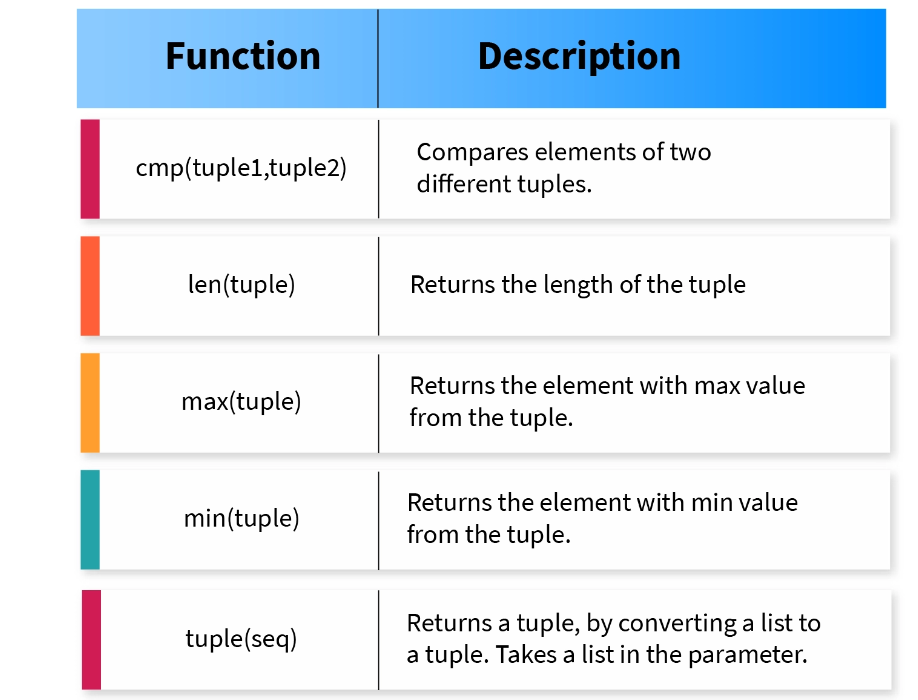 Function
Description
cmp(tuple1,tuple2)
Compares elements of two
different tuples.
len(tuple)
Returns the length of the tuple
max(tuple)
Returns the element with max value
from the tuple.
min(tuple)
Returns the element with min value
from the tuple.
tuple(seq)
Returns a tuple, by converting a list to
a tuple. Takes a list in the parameter.